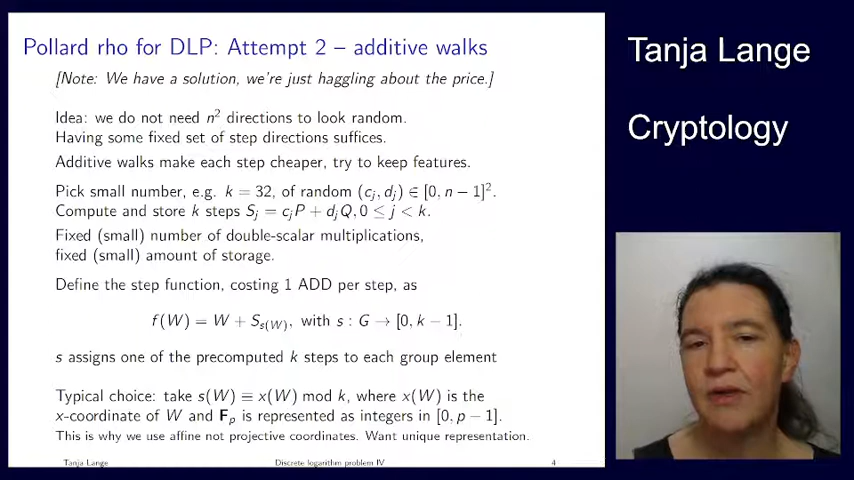 Pollard rho for DLP: Attempt 2 – additive walks
[Note: We have a solution, we're just haggling about the price.]
Idea: we do not need n² directions to look random.
Having some fixed set of step directions suffices.
Additive walks make each step cheaper, try to keep features.
Pick small number, e.g. k = 32, of random (cⱼ, dⱼ) ∈ [0, n − 1]².
Compute and store k steps Sⱼ = cⱼP + dⱼQ, 0 ≤ j < k.
Fixed (small) number of double-scalar multiplications,
fixed (small) amount of storage.
Define the step function, costing 1 ADD per step, as
f(W) = W + S_{s(W)}, with s : G → [0, k − 1].
s assigns one of the precomputed k steps to each group element
Typical choice: take s(W) ≡ x(W) mod k, where x(W) is the
x-coordinate of W and F_p is represented as integers in [0, p − 1].
This is why we use affine not projective coordinates. Want unique representation.
Tanja Lange
Discrete logarithm problem IV
4
Tanja Lange
Cryptology